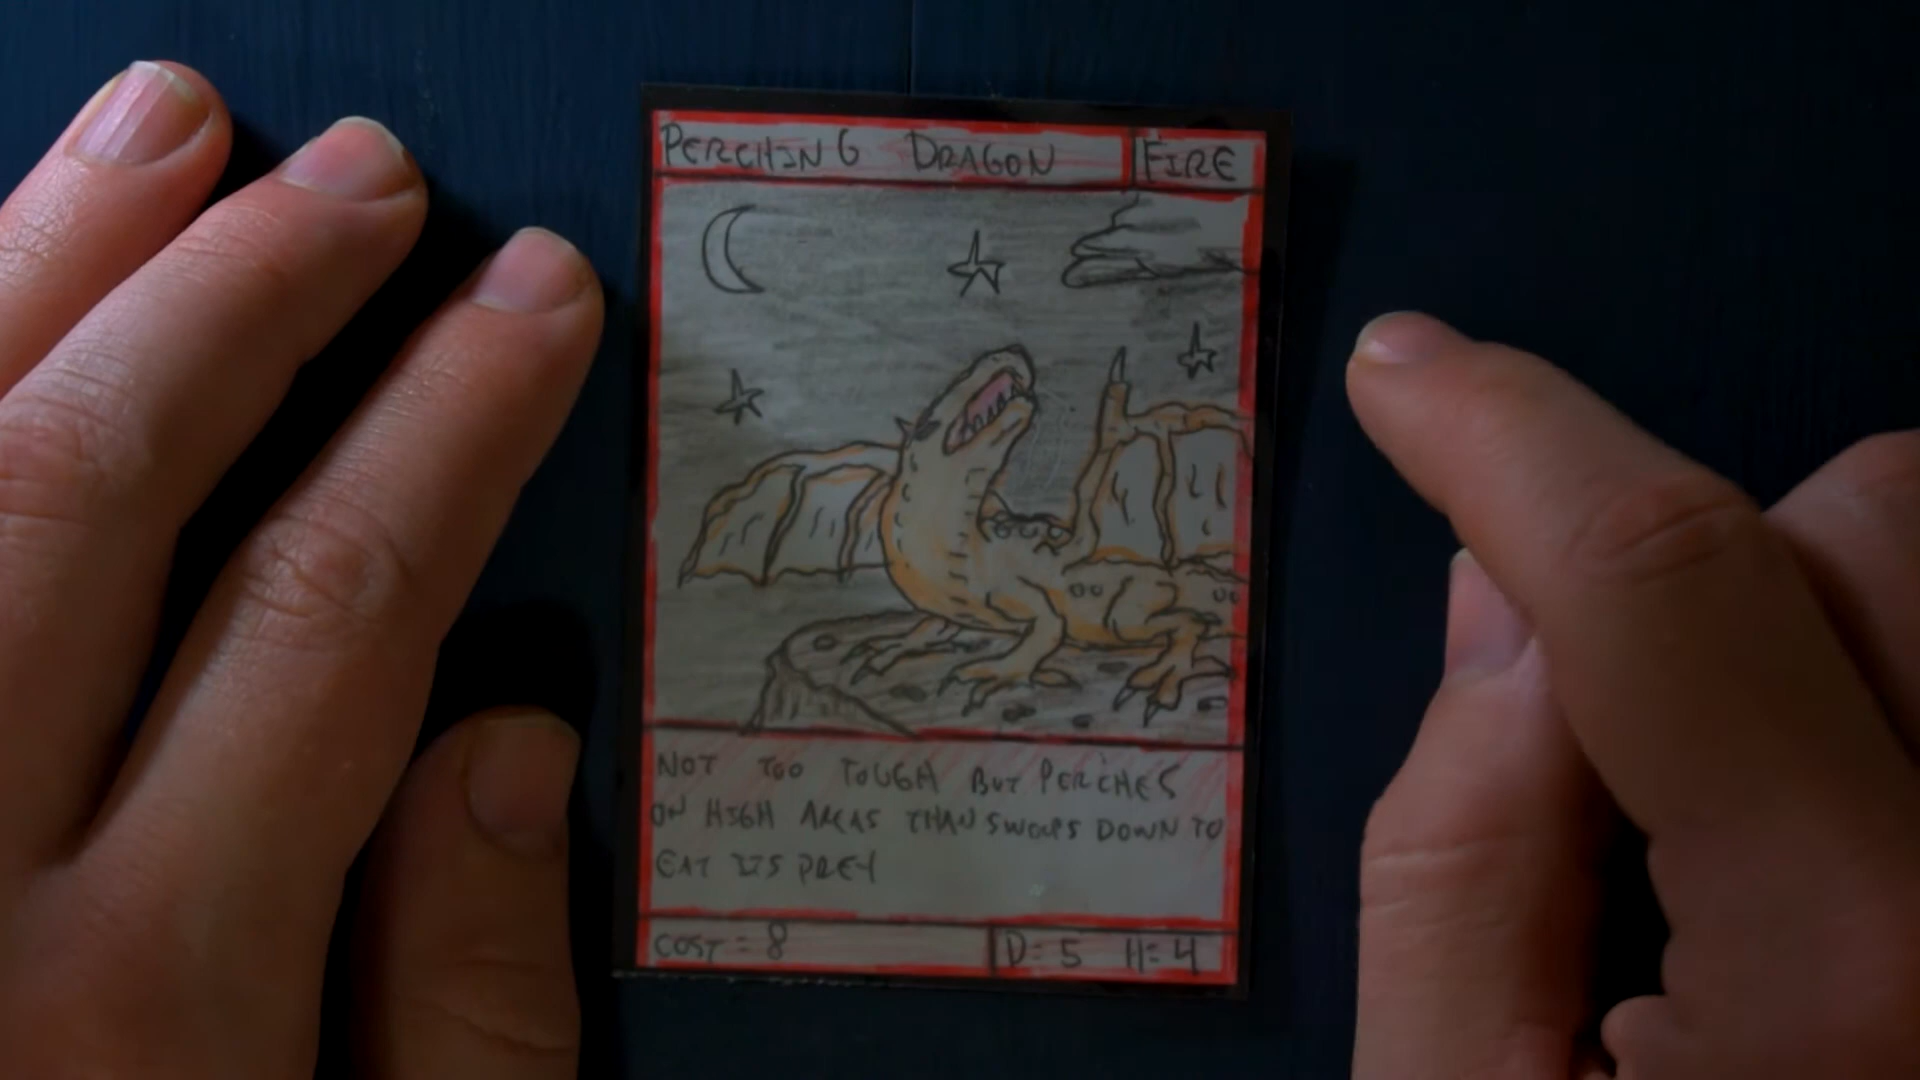 PERCHING DRAGON FIRE
NOT TOO TOUGH BUT PERCHES
ON HIGH AREAS THAN SWOOPS DOWN TO
EAT ITS PREY
COST = 8 D: 5 H: 4